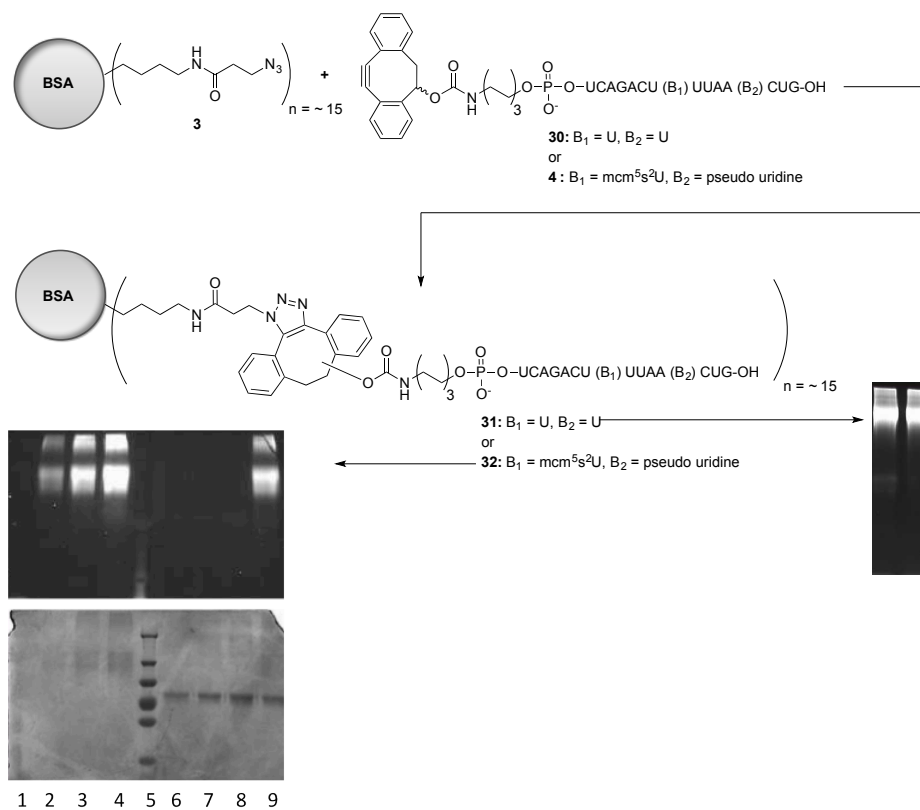 BSA
H
N
O
N₃
n = ~ 15
3
+
O
O
N
H
3
O
O
P
O
O⁻
UCAGACU (B₁) UUAA (B₂) CUG-OH
30: B₁ = U, B₂ = U
or
4 : B₁ = mcm⁵s²U, B₂ = pseudo uridine
BSA
N
H
O
N
N
N
O
O
N
H
3
O
O
P
O
O⁻
UCAGACU (B₁) UUAA (B₂) CUG-OH
n = ~ 15
31: B₁ = U, B₂ = U
or
32: B₁ = mcm⁵s²U, B₂ = pseudo uridine
1 2 3 4 5 6 7 8 9